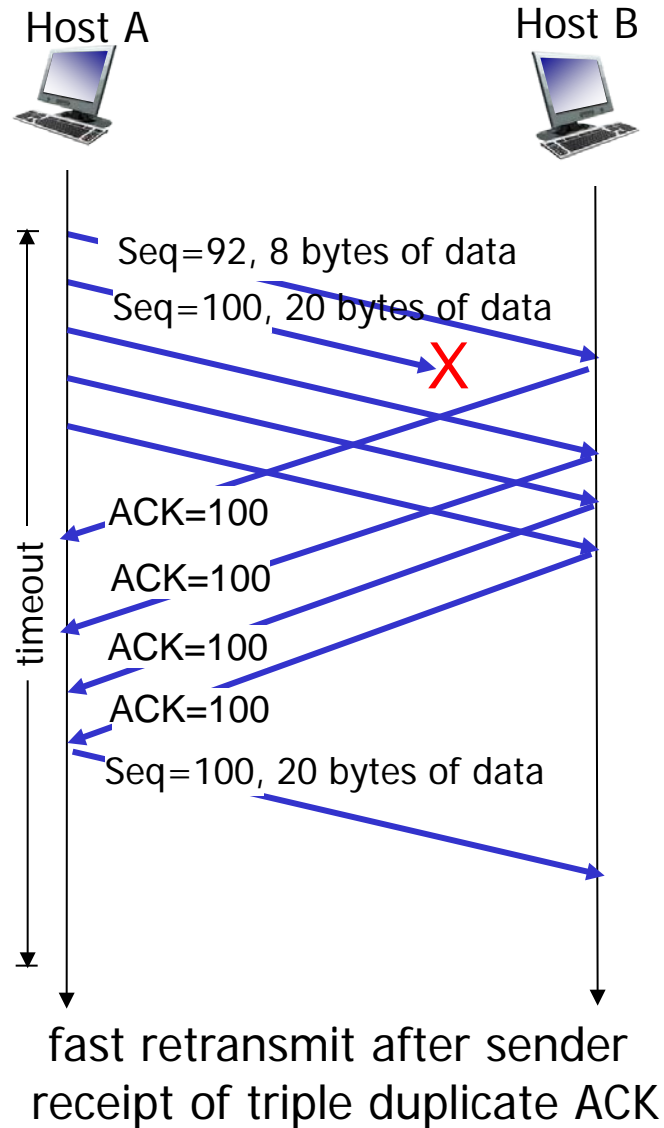 Host A
Host B
Seq=92, 8 bytes of data
Seq=100, 20 bytes of data
X
ACK=100
ACK=100
timeout
ACK=100
ACK=100
Seq=100, 20 bytes of data
fast retransmit after sender
receipt of triple duplicate ACK